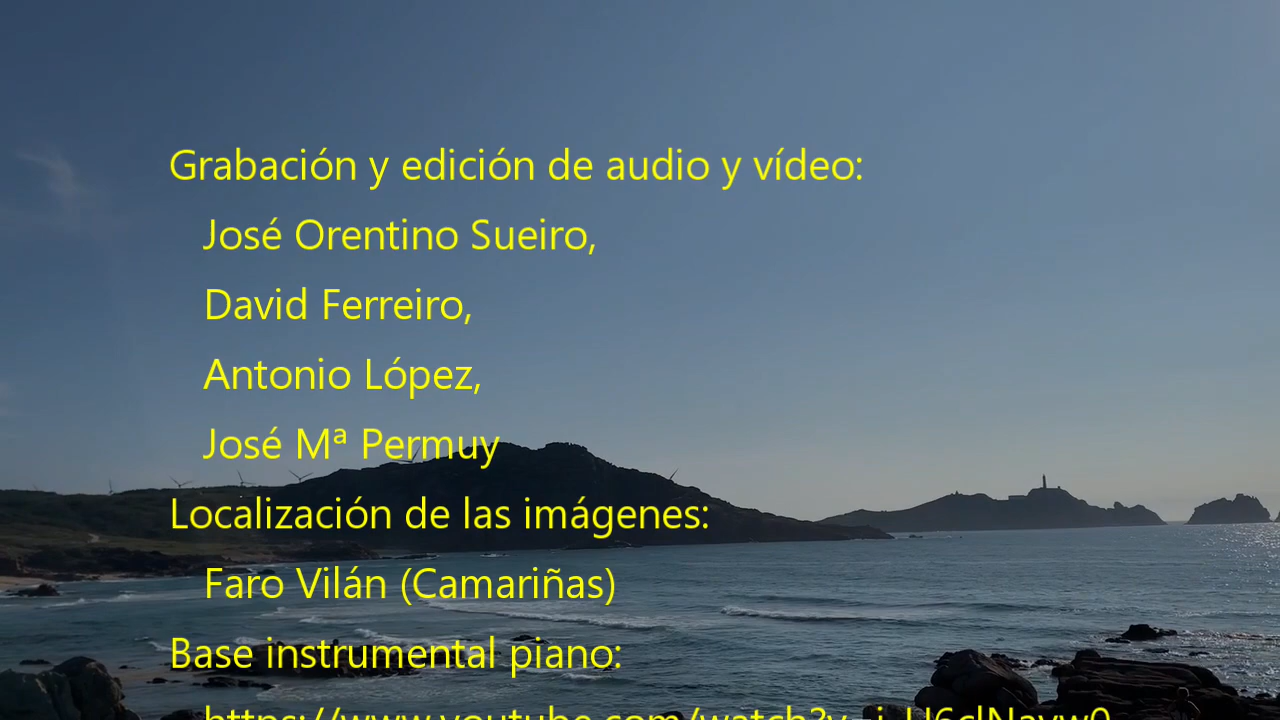 Grabación y edición de audio y vídeo:
José Orentino Sueiro,
David Ferreiro,
Antonio López,
José Mª Permuy
Localización de las imágenes:
Faro Vilán (Camariñas)
Base instrumental piano: